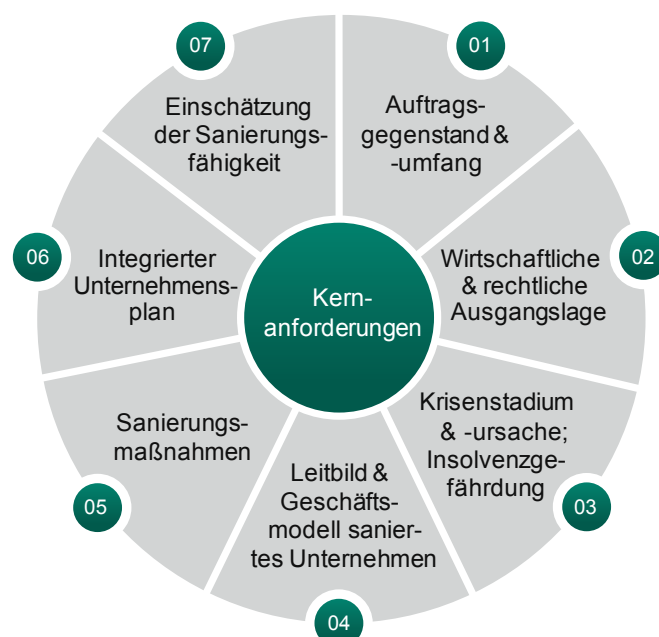 Kern-
anforderungen
01
Auftrags-
gegenstand &
-umfang
02
Wirtschaftliche
& rechtliche
Ausgangslage
03
Krisenstadium
& -ursache;
Insolvenzge-
fährdung
04
Leitbild &
Geschäfts-
modell sanier-
tes Unternehmen
05
Sanierungs-
maßnahmen
06
Integrierter
Unternehmens-
plan
07
Einschätzung
der Sanierungs-
fähigkeit